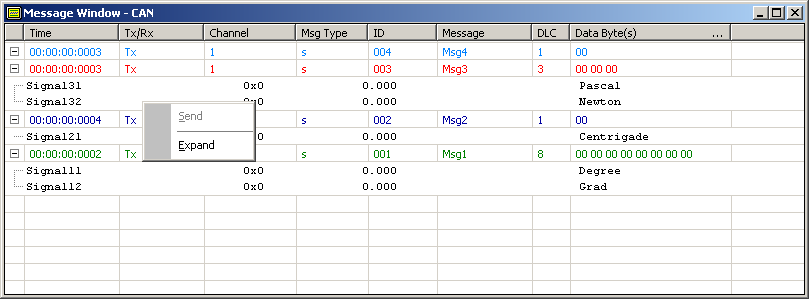 Message Window - CAN
Time Tx/Rx Channel Msg Type ID Message DLC Data Byte(s) ...
00:00:00:0003 Tx 1 s 004 Msg4 1 00
00:00:00:0003 Tx 1 s 003 Msg3 3 00 00 00
Signal31 0x0 0.000 Pascal
Signal32 0x0 0.000 Newton
00:00:00:0004 Tx s 002 Msg2 1 00
Signal21 0.000 Centrigade
00:00:00:0002 Tx s 001 Msg1 8 00 00 00 00 00 00 00 00
Signal11 0x0 0.000 Degree
Signal12 0x0 0.000 Grad
Send
Expand